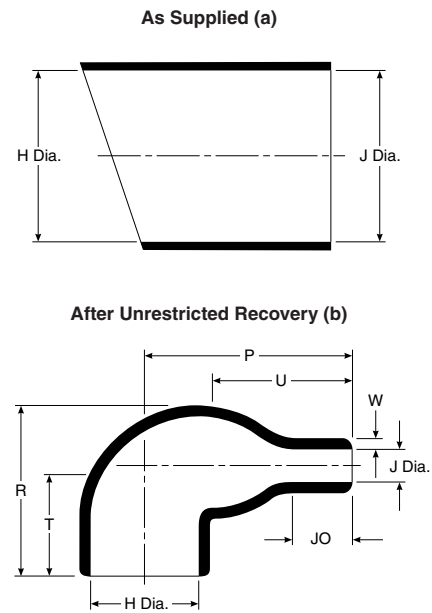 As Supplied (a)
H Dia.
J Dia.
After Unrestricted Recovery (b)
P
U
W
J Dia.
R
T
JO
H Dia.